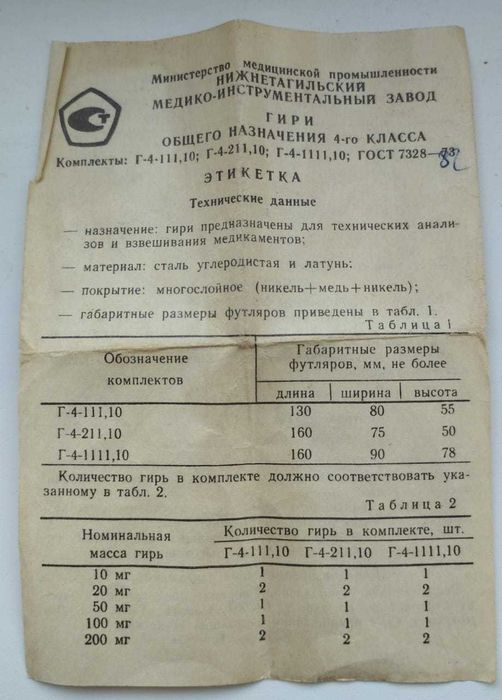 Министерство медицинской промышленности
НИЖНЕТАГИЛЬСКИЙ
МЕДИКО-ИНСТРУМЕНТАЛЬНЫЙ ЗАВОД
ГИРИ
ОБЩЕГО НАЗНАЧЕНИЯ 4-го КЛАССА
Комплекты: Г-4-111,10; Г-4-211,10; Г-4-1111,10; ГОСТ 7328—73 82
ЭТИКЕТКА
Технические данные
— назначение: гири предназначены для технических анали-
зов и взвешивания медикаментов;
— материал: сталь углеродистая и латунь;
— покрытие: многослойное (никель+медь+никель);
— габаритные размеры футляров приведены в табл. 1.
Таблица 1
Обозначение комплектов Габаритные размеры футляров, мм, не более
длина ширина высота
Г-4-111,10 130 80 55
Г-4-211,10 160 75 50
Г-4-1111,10 160 90 78
Количество гирь в комплекте должно соответствовать ука-
занному в табл. 2.
Таблица 2
Номинальная масса гирь Количество гирь в комплекте, шт.
Г-4-111,10 Г-4-211,10 Г-4-1111,10
10 мг 1 1 1
20 мг 2 2 2
50 мг 1 1 1
100 мг 1 1 1
200 мг 2 2 2